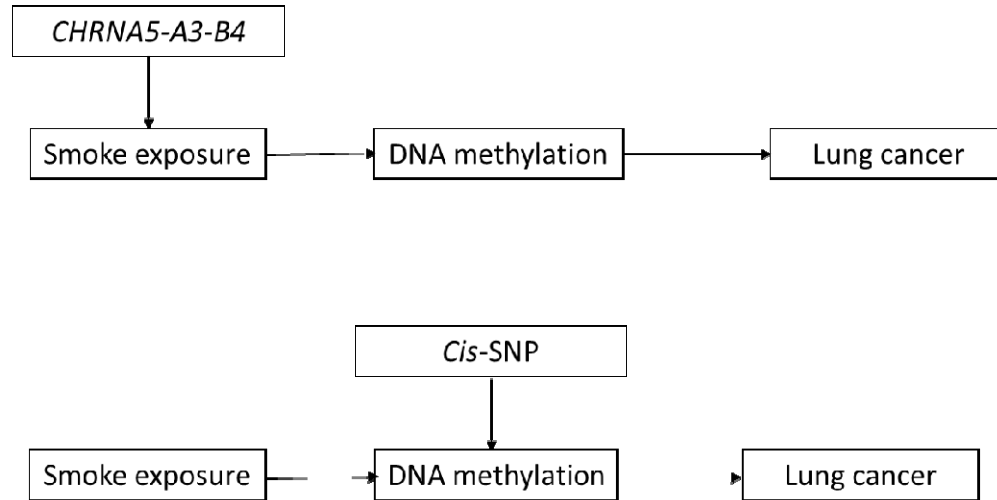 CHRNA5-A3-B4
Smoke exposure DNA methylation Lung cancer
Cis-SNP
Smoke exposure DNA methylation Lung cancer